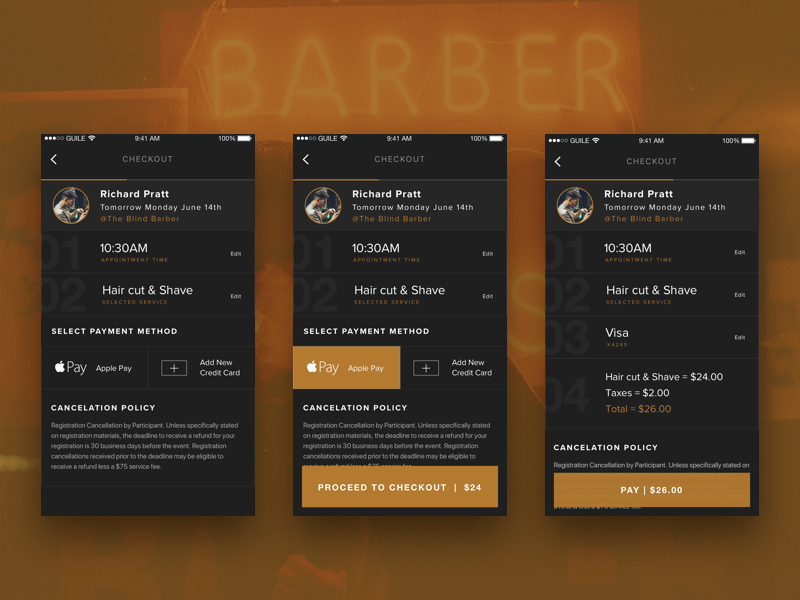 BARBER
●●●○○ GUILE 9:41 AM 100%
CHECKOUT
Richard Pratt
Tomorrow Monday June 14th
@The Blind Barber
01
10:30AM
APPOINTMENT TIME
Edit
02
Hair cut & Shave
SELECTED SERVICE
Edit
SELECT PAYMENT METHOD
Pay Apple Pay
Add New
Credit Card
CANCELATION POLICY
Registration Cancellation by Participant. Unless specifically stated
on registration materials, the deadline to receive a refund for your
registration is 30 business days before the event. Registration
cancellations received prior to the deadline may be eligible to
receive a refund less a $75 service fee.
●●●○○ GUILE 9:41 AM 100%
CHECKOUT
Richard Pratt
Tomorrow Monday June 14th
@The Blind Barber
01
10:30AM
APPOINTMENT TIME
Edit
02
Hair cut & Shave
SELECTED SERVICE
Edit
SELECT PAYMENT METHOD
Pay Apple Pay
Add New
Credit Card
CANCELATION POLICY
Registration Cancellation by Participant. Unless specifically stated
on registration materials, the deadline to receive a refund for your
registration is 30 business days before the event. Registration
cancellations received prior to the deadline may be eligible to
receive a refund less a $75 service fee.
PROCEED TO CHECKOUT | $24
●●●○○ GUILE 9:41 AM 100%
CHECKOUT
Richard Pratt
Tomorrow Monday June 14th
@The Blind Barber
01
10:30AM
APPOINTMENT TIME
Edit
02
Hair cut & Shave
SELECTED SERVICE
Edit
03
Visa
X4245
Edit
04
Hair cut & Shave = $24.00
Taxes = $2.00
Total = $26.00
CANCELATION POLICY
Registration Cancellation by Participant. Unless specifically stated on
PAY | $26.00